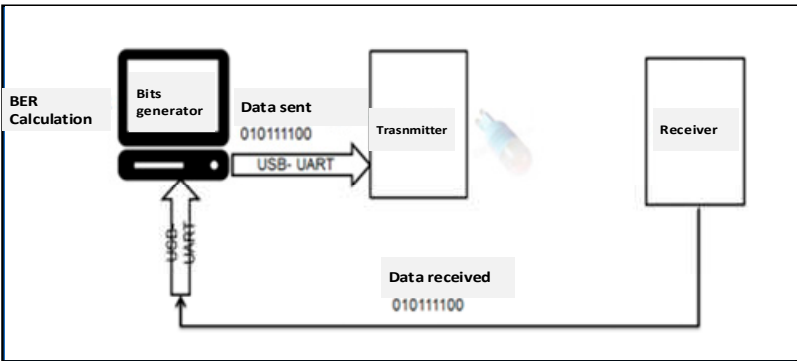 BER
Calculation
Bits
generator
Data sent
010111100
USB- UART
Trasnmitter
Receiver
USB-
UART
Data received
010111100